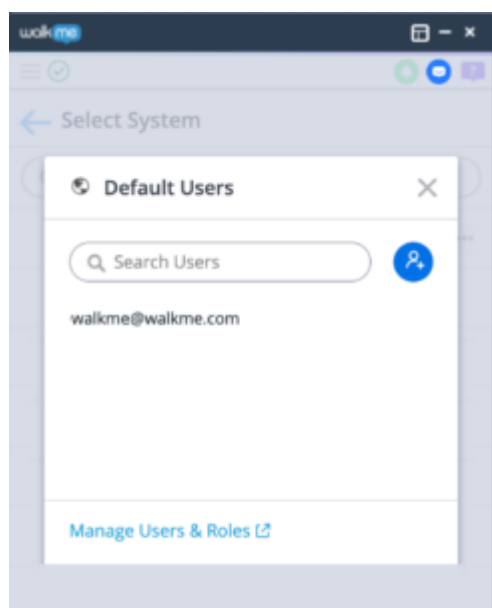 walkme
?
Select System
Default Users
Search Users
walkme@walkme.com
Manage Users & Roles